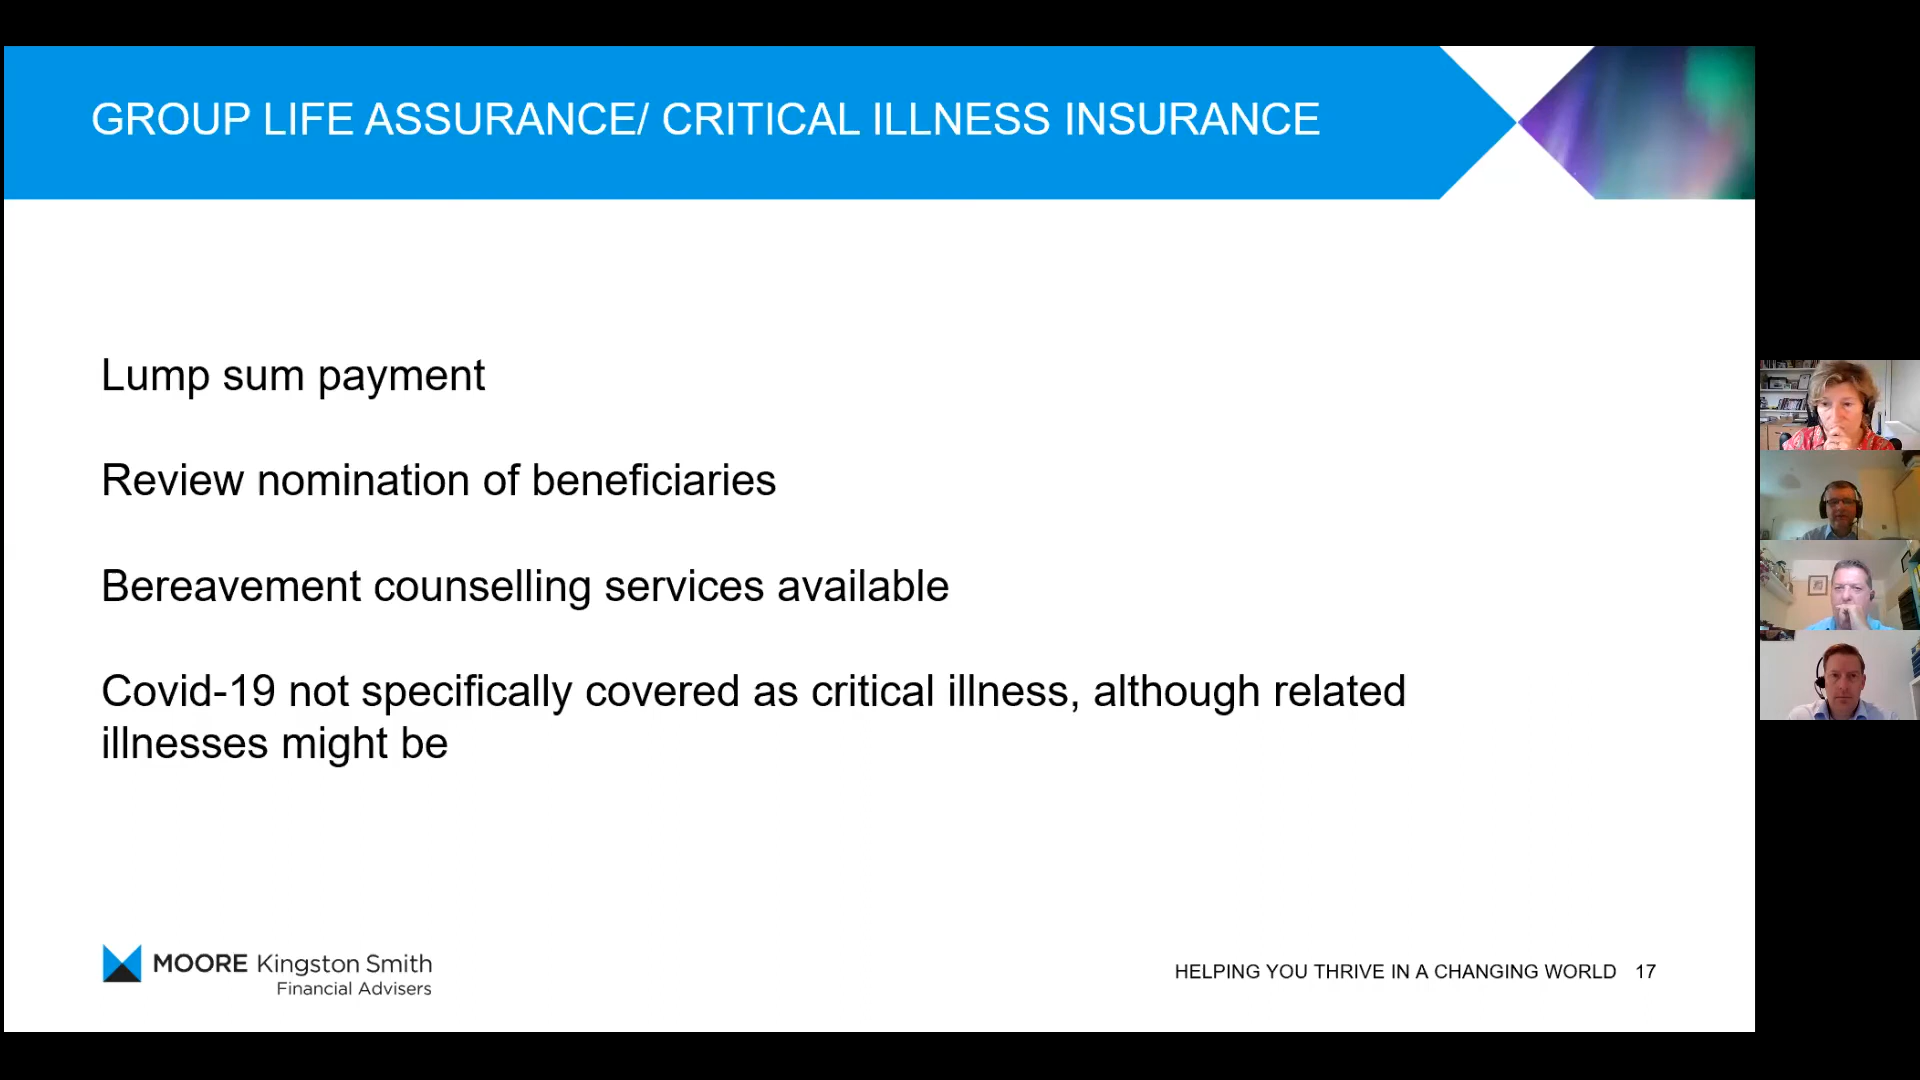 GROUP LIFE ASSURANCE/ CRITICAL ILLNESS INSURANCE
Lump sum payment
Review nomination of beneficiaries
Bereavement counselling services available
Covid-19 not specifically covered as critical illness, although related
illnesses might be
MOORE Kingston Smith
Financial Advisers
HELPING YOU THRIVE IN A CHANGING WORLD 17